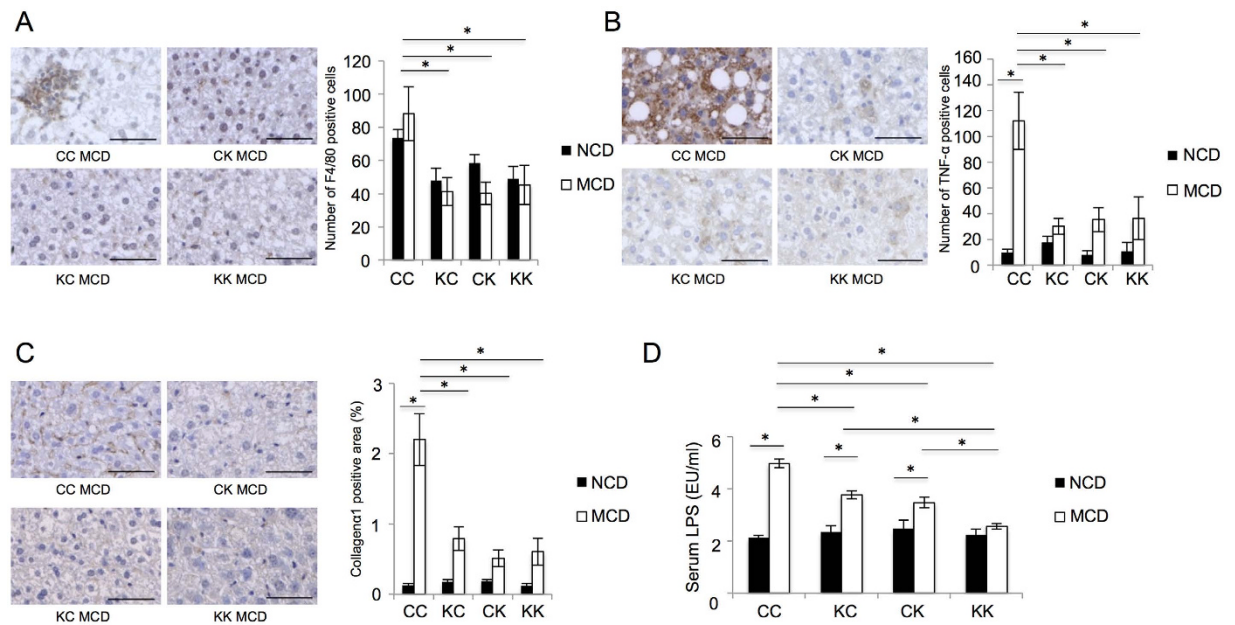 A
CC MCD
CK MCD
KC MCD
KK MCD
Number of F4/80 positive cells
120
100
80
60
40
20
0
*
*
*
CC KC CK KK
NCD
MCD
B
CC MCD
CK MCD
KC MCD
KK MCD
Number of TNF-α positive cells
160
140
120
100
80
60
40
20
0
*
*
*
*
CC KC CK KK
NCD
MCD
C
CC MCD
CK MCD
KC MCD
KK MCD
Collagenα1 positive area (%)
3
2
1
0
*
*
*
*
CC KC CK KK
NCD
MCD
D
Serum LPS (EU/ml)
6
4
2
0
*
*
*
*
*
*
*
*
CC KC CK KK
NCD
MCD